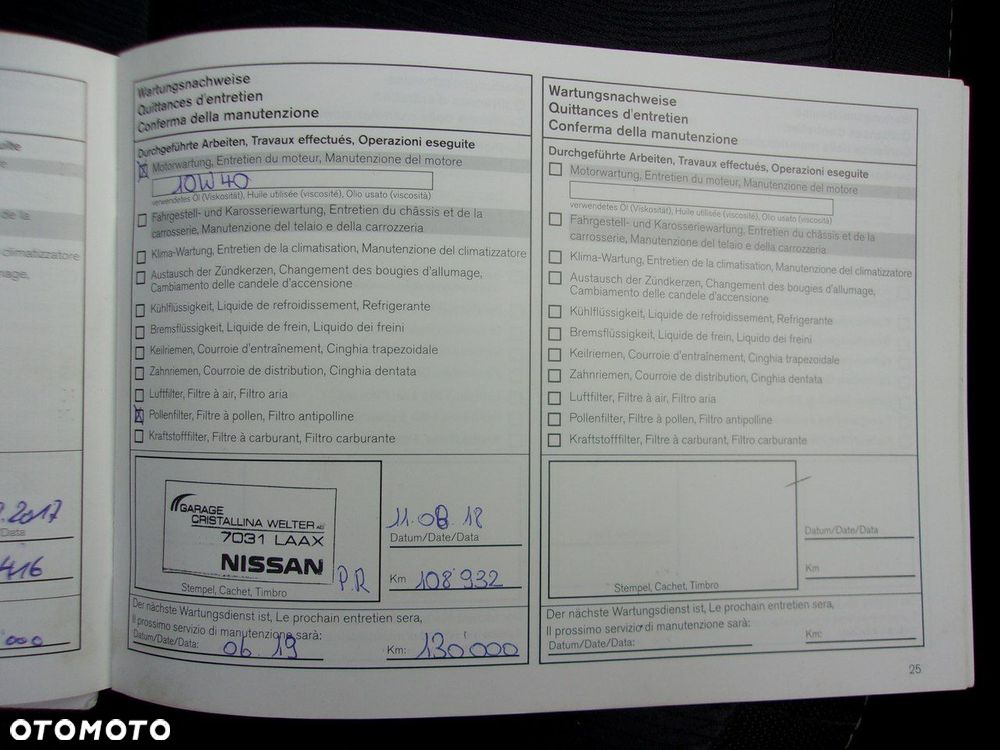 guite
e
de la
climatizzatore
.2017
/Data
416
000
Wartungsnachweise
Quittances d'entretien
Conferma della manutenzione
Durchgeführte Arbeiten, Travaux effectués, Operazioni eseguite
Motorwartung, Entretien du moteur, Manutenzione del motore
10W40
verwendetes Öl (Viskosität), Huile utilisée (viscosité), Olio usato (viscosità)
Fahrgestell- und Karosseriewartung, Entretien du châssis et de la
carrosserie, Manutenzione del telaio e della carrozzeria
Klima-Wartung, Entretien de la climatisation, Manutenzione del climatizzatore
Austausch der Zündkerzen, Changement des bougies d'allumage,
Cambiamento delle candele d'accensione
Kühlflüssigkeit, Liquide de refroidissement, Refrigerante
Bremsflüssigkeit, Liquide de frein, Liquido dei freini
Keilriemen, Courroie d'entraînement, Cinghia trapezoidale
Zahnriemen, Courroie de distribution, Cinghia dentata
Luftfilter, Filtre à air, Filtro aria
Pollenfilter, Filtre à pollen, Filtro antipolline
Kraftstofffilter, Filtre à carburant, Filtro carburante
GARAGE
CRISTALLINA WELTER AG
7031 LAAX
NISSAN
P.R
Stempel, Cachet, Timbro
11.08.18
Datum/Date/Data
Km 108'932
Der nächste Wartungsdienst ist, Le prochain entretien sera,
Il prossimo servizio di manutenzione sarà:
Datum/Date/Data: 06.19 Km: 130'000
Wartungsnachweise
Quittances d'entretien
Conferma della manutenzione
Durchgeführte Arbeiten, Travaux effectués, Operazioni eseguite
Motorwartung, Entretien du moteur, Manutenzione del motore
verwendetes Öl (Viskosität), Huile utilisée (viscosité), Olio usato (viscosità)
Fahrgestell- und Karosseriewartung, Entretien du châssis et de la
carrosserie, Manutenzione del telaio e della carrozzeria
Klima-Wartung, Entretien de la climatisation, Manutenzione del climatizzatore
Austausch der Zündkerzen, Changement des bougies d'allumage,
Cambiamento delle candele d'accensione
Kühlflüssigkeit, Liquide de refroidissement, Refrigerante
Bremsflüssigkeit, Liquide de frein, Liquido dei freini
Keilriemen, Courroie d'entraînement, Cinghia trapezoidale
Zahnriemen, Courroie de distribution, Cinghia dentata
Luftfilter, Filtre à air, Filtro aria
Pollenfilter, Filtre à pollen, Filtro antipolline
Kraftstofffilter, Filtre à carburant, Filtro carburante
Stempel, Cachet, Timbro
Datum/Date/Data
Km
Der nächste Wartungsdienst ist, Le prochain entretien sera,
Il prossimo servizio di manutenzione sarà:
Datum/Date/Data: Km:
25
OTOMOTO